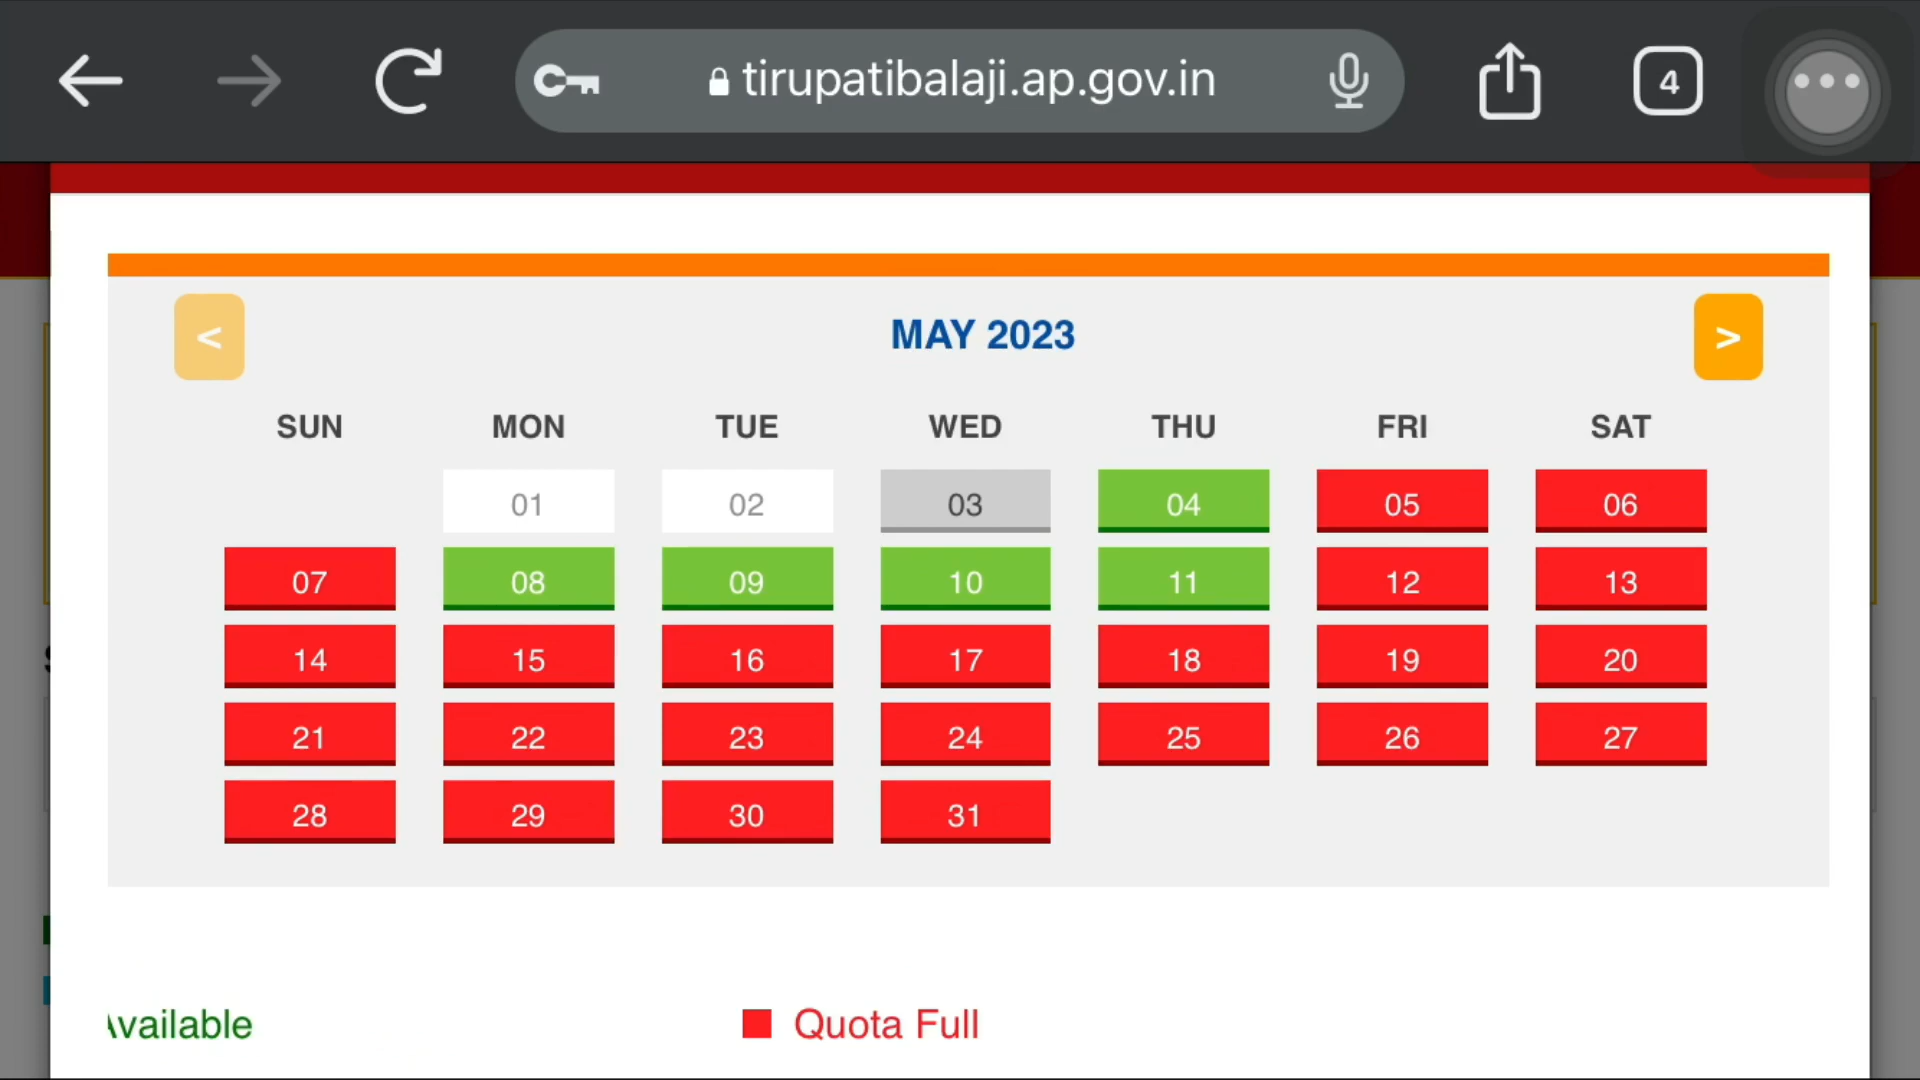 tirupatibalaji.ap.gov.in
4
< MAY 2023 >
SUN MON TUE WED THU FRI SAT
01 02 03 04 05 06
07 08 09 10 11 12 13
14 15 16 17 18 19 20
21 22 23 24 25 26 27
28 29 30 31
Available Quota Full